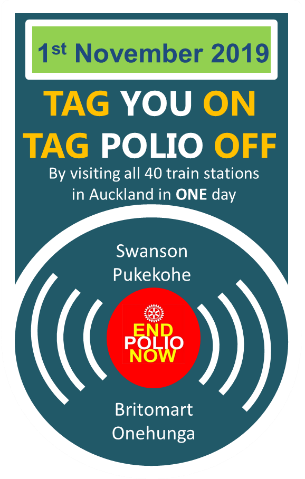 1st November 2019
TAG YOU ON
TAG POLIO OFF
By visiting all 40 train stations
in Auckland in ONE day
Swanson
Pukekohe
END
POLIO
NOW
Britomart
Onehunga